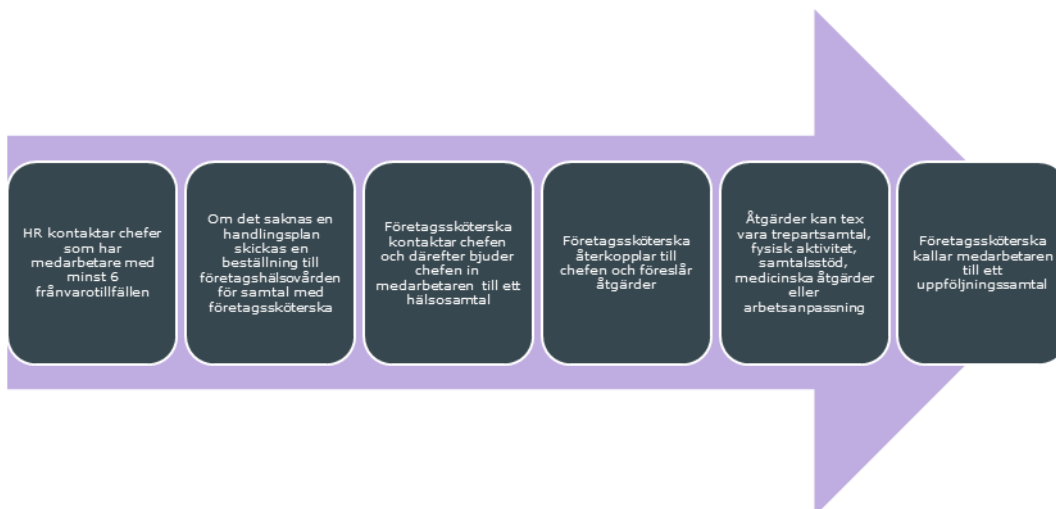 HR kontaktar chefer
som har
medarbetare med
minst 6
frånvarotillfällen
Om det saknas en
handlingsplan
skickas en
beställning till
företagshälsovården
för samtal med
företagssköterska
Företagssköterska
kontaktar chefen
och därefter bjuder
chefen in
medarbetaren till ett
hälsosamtal
Företagssköterska
återkopplar till
chefen och föreslår
åtgärder
Åtgärder kan tex
vara trepartsamtal,
fysisk aktivitet,
samtalsstöd,
medicinska åtgärder
eller
arbetsanpassning
Företagssköterska
kallar medarbetaren
till ett
uppföljningssamtal